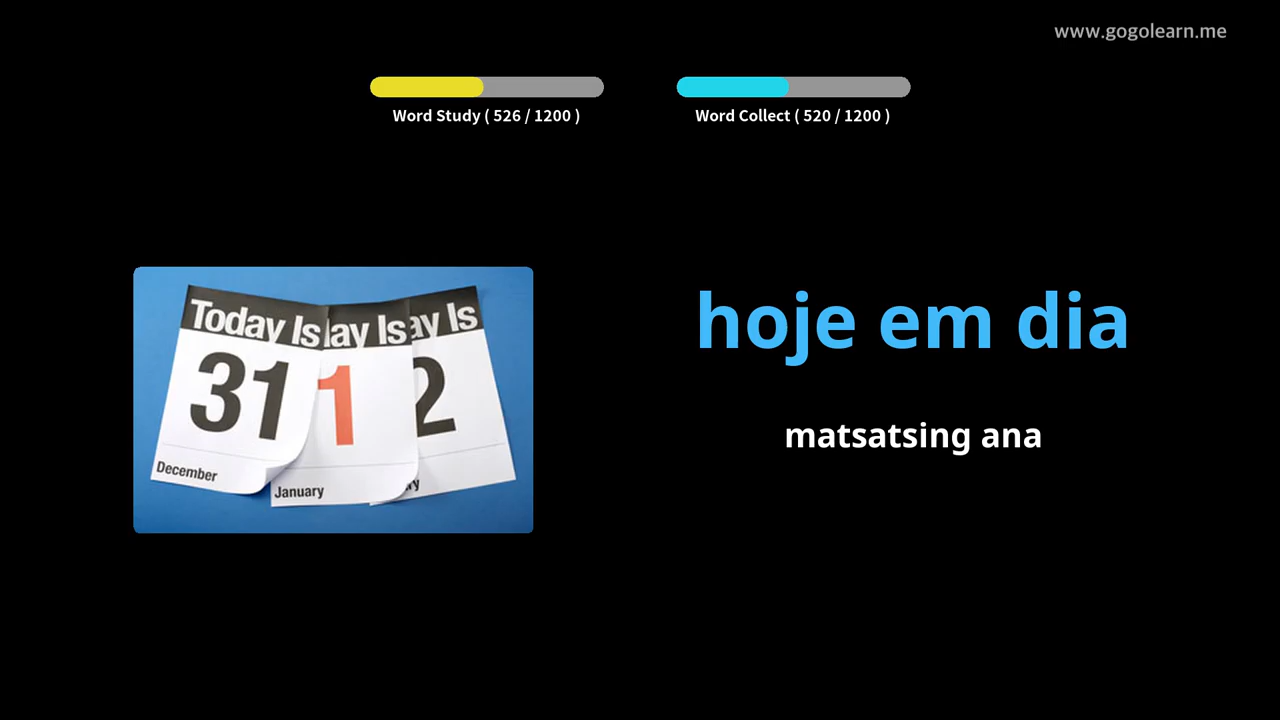 www.gogolearn.me
Word Study ( 526 / 1200 )
Word Collect ( 520 / 1200 )
Today Is
31
December
day Is
1
January
ay Is
2
ry
hoje em dia
matsatsing ana